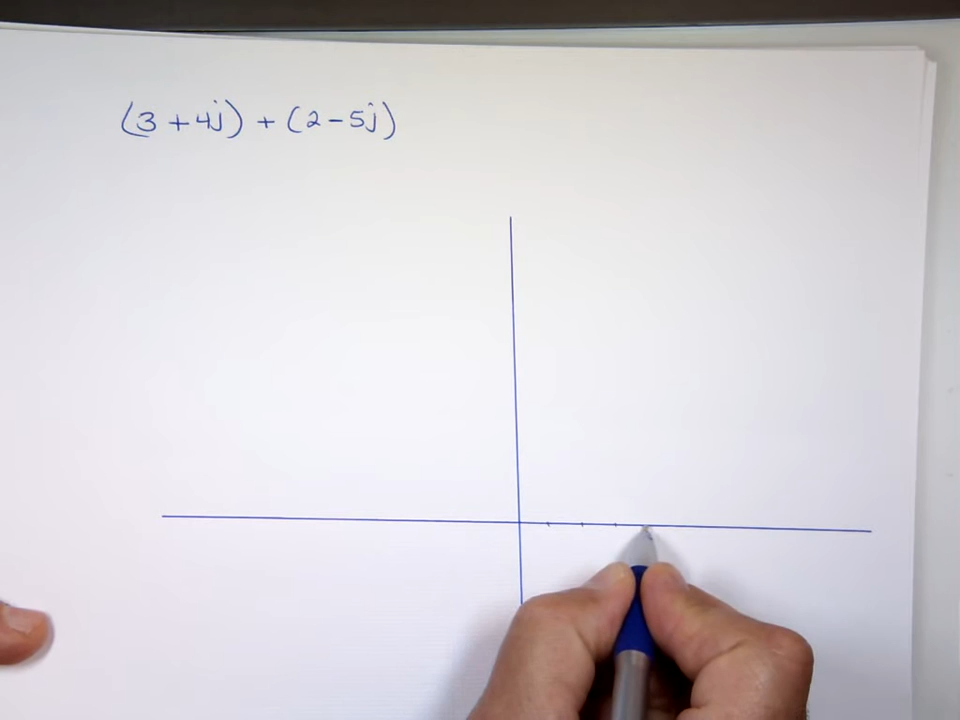 (3 + 4j) + (2 - 5j)